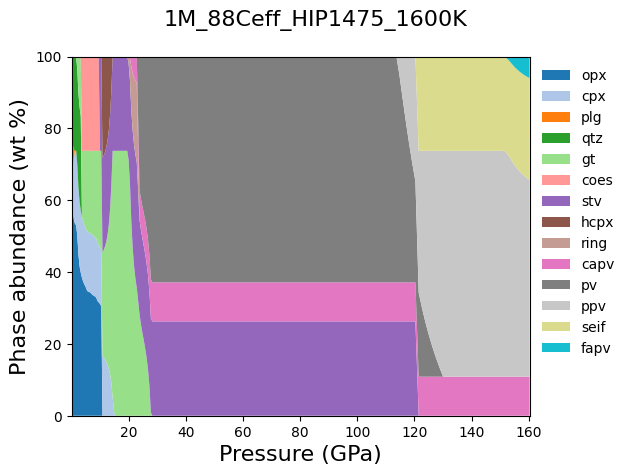 1M_88Ceff_HIP1475_1600K
Phase abundance (wt %)
100
80
60
40
20
0
20
40
60
80
100
120
140
160
Pressure (GPa)
opx
cpx
plg
qtz
gt
coes
stv
hcpx
ring
capv
pv
ppv
seif
fapv